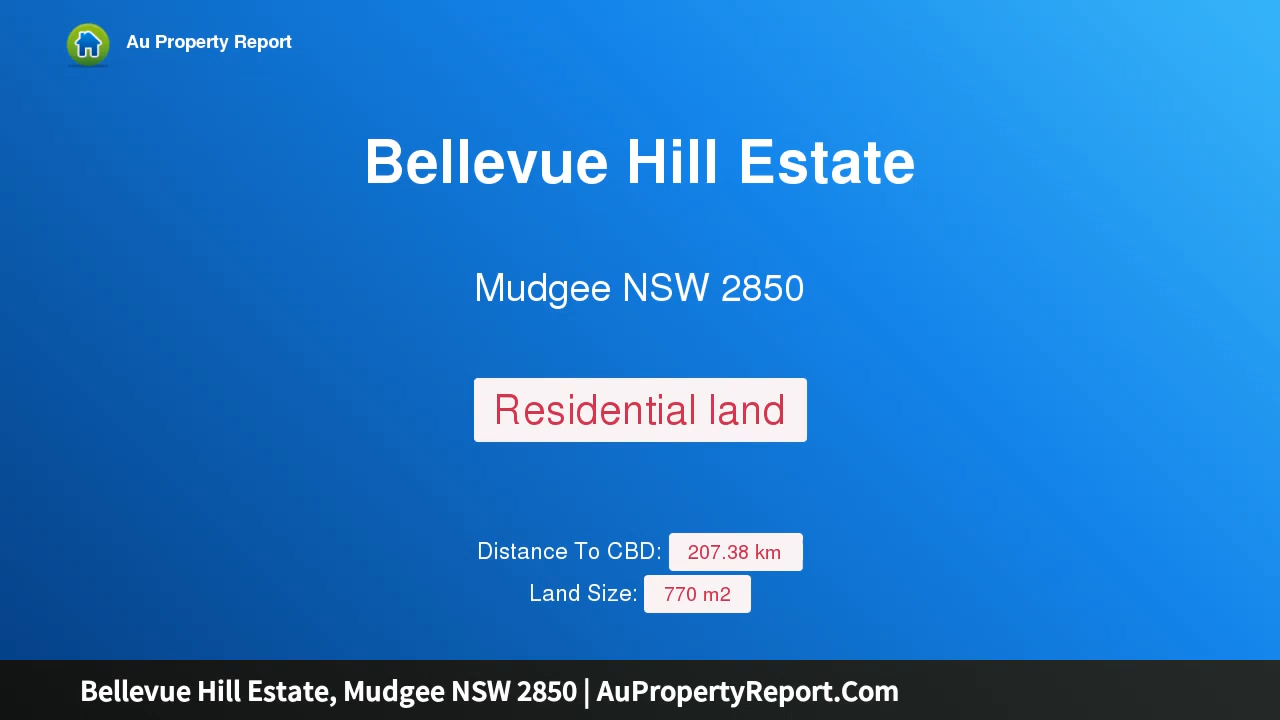 Au Property Report
Bellevue Hill Estate
Mudgee NSW 2850
Residential land
Distance To CBD: 207.38 km
Land Size: 770 m2
Bellevue Hill Estate, Mudgee NSW 2850 | AuPropertyReport.Com